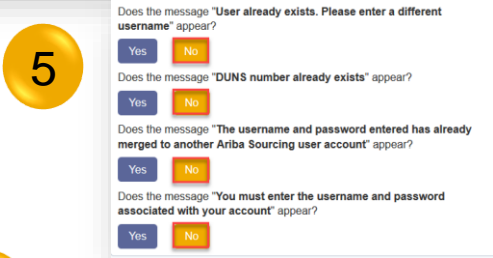 Does the message "User already exists. Please enter a different
username" appear?
Yes No
5
Does the message "DUNS number already exists" appear?
Yes No
Does the message "The username and password entered has already
merged to another Ariba Sourcing user account" appear?
Yes No
Does the message "You must enter the username and password
associated with your account" appear?
Yes No